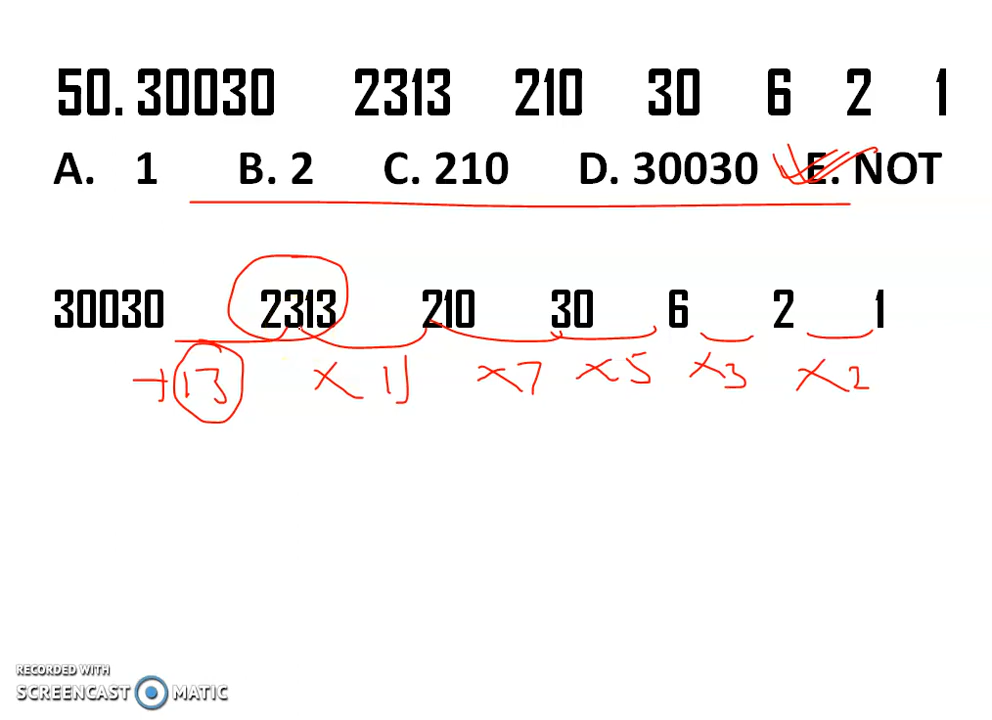 50. 30030 2313 210 30 6 2 1
A. 1 B. 2 C. 210 D. 30030 E. NOT
30030 2313 210 30 6 2 1
13 × 11 ×7 ×5 ×3 ×2
RECORDED WITH
SCREENCAST MATIC